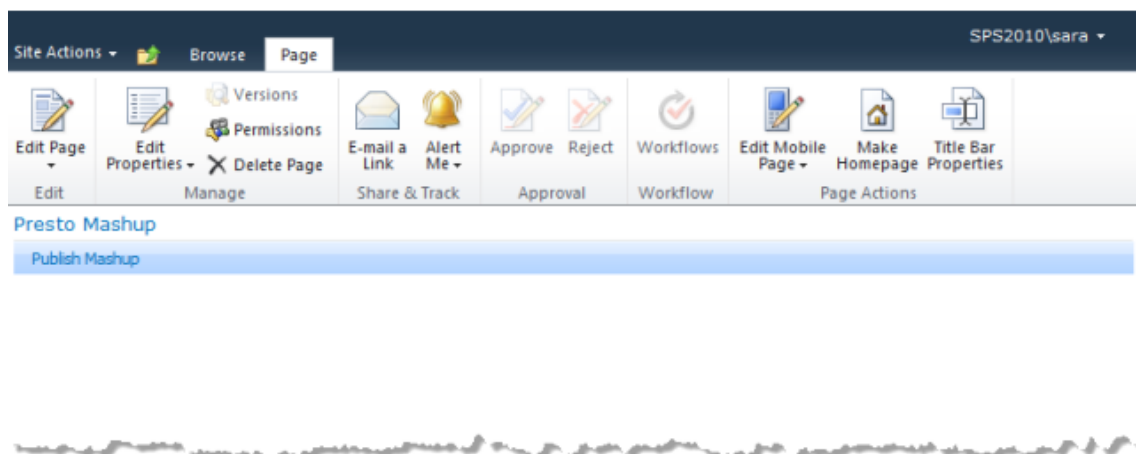 SPS2010\sara
Site Actions Browse Page
Versions
Permissions
Edit Page Edit Properties Delete Page E-mail a Link Alert Me Approve Reject Workflows Edit Mobile Page Make Homepage Title Bar Properties
Edit Manage Share & Track Approval Workflow Page Actions
Presto Mashup
Publish Mashup